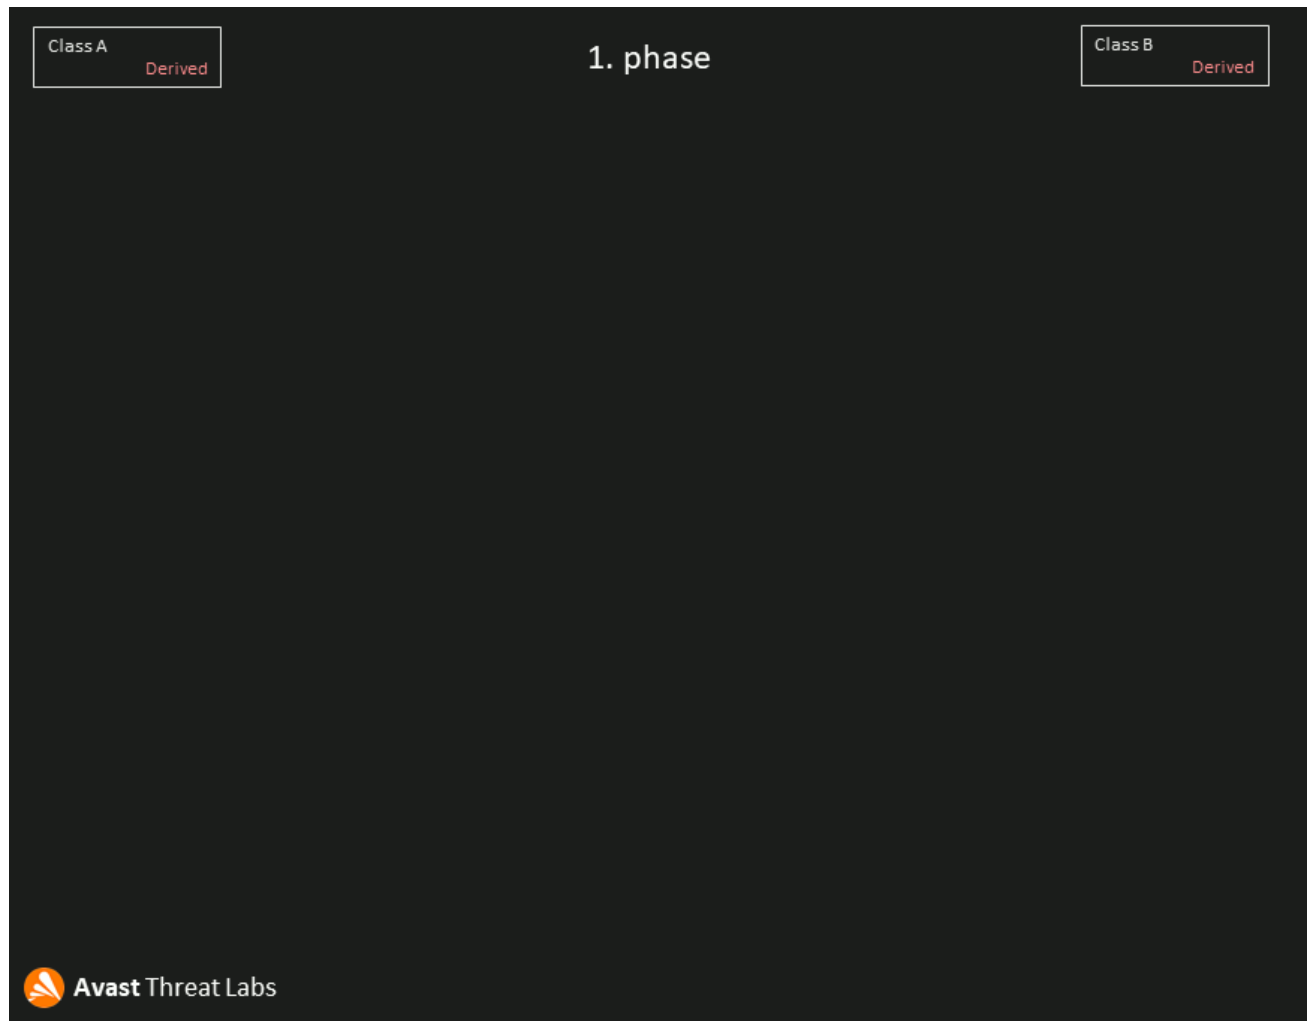 Class A
Derived
1. phase
Class B
Derived
Avast Threat Labs